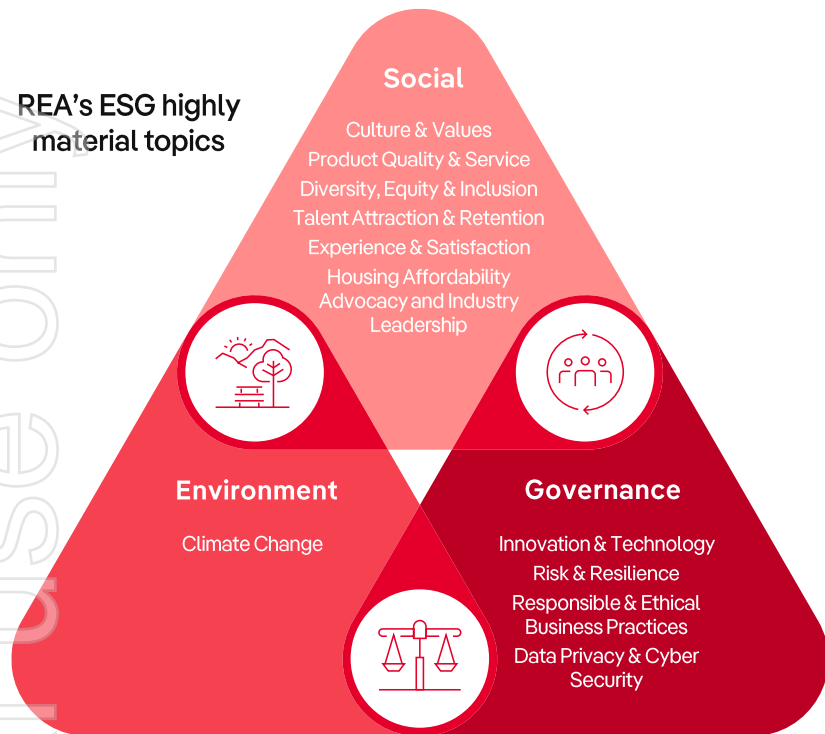 REA's ESG highly
material topics
Social
Culture & Values
Product Quality & Service
Diversity, Equity & Inclusion
Talent Attraction & Retention
Experience & Satisfaction
Housing Affordability
Advocacy and Industry
Leadership
Environment
Climate Change
Governance
Innovation & Technology
Risk & Resilience
Responsible & Ethical
Business Practices
Data Privacy & Cyber
Security
use only